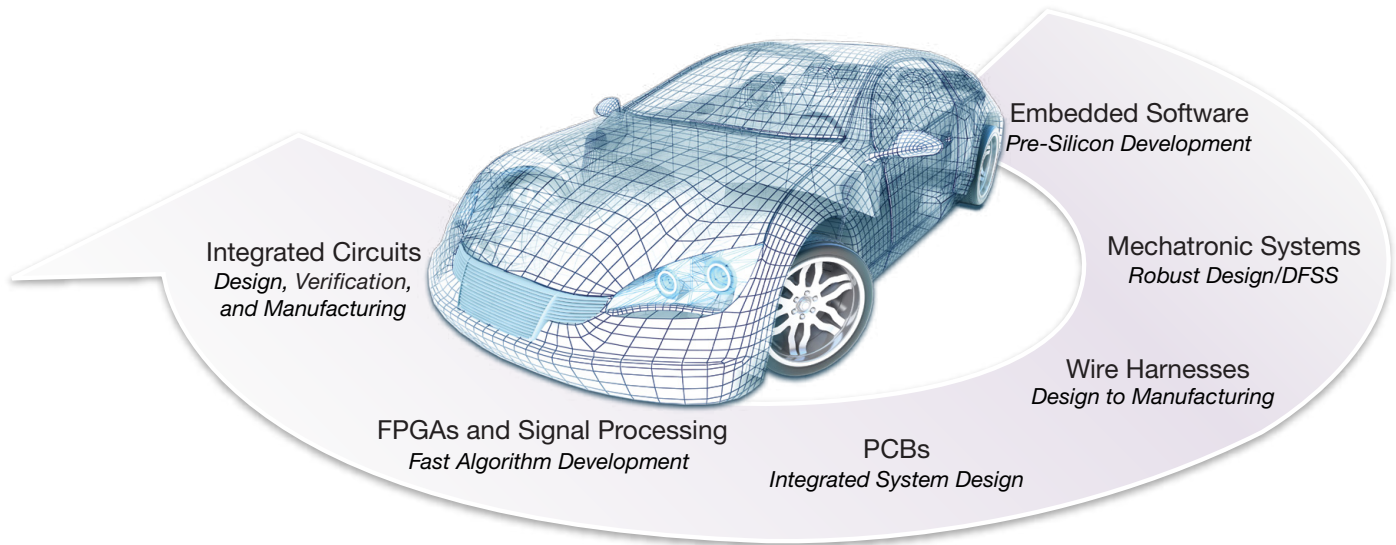 Embedded Software
Pre-Silicon Development
Mechatronic Systems
Robust Design/DFSS
Wire Harnesses
Design to Manufacturing
PCBs
Integrated System Design
FPGAs and Signal Processing
Fast Algorithm Development
Integrated Circuits
Design, Verification,
and Manufacturing